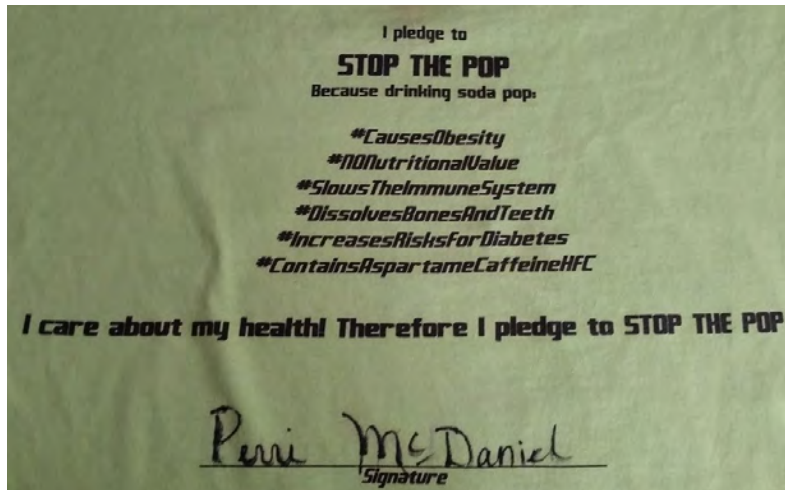 I pledge to
STOP THE POP
Because drinking soda pop:
#CausesObesity
#NONutritionalValue
#SlowsTheImmuneSystem
#DissolvesBonesAndTeeth
#IncreasesRisksForDiabetes
#ContainsAspartameCaffeineHFC
I care about my health! Therefore I pledge to STOP THE POP
Perri McDaniel
Signature